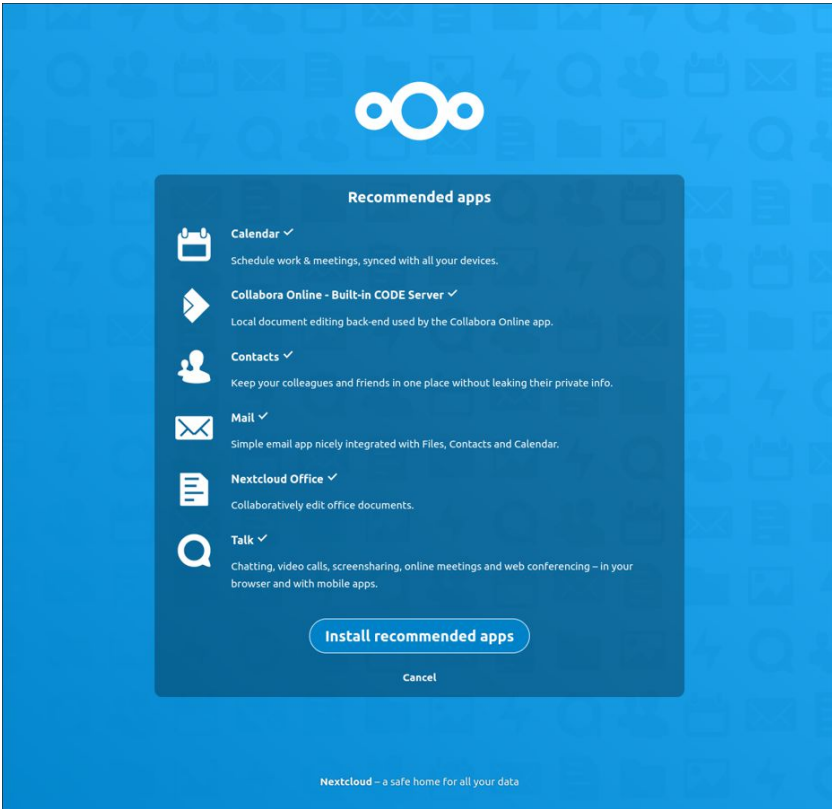 Recommended apps
Calendar ✓
Schedule work & meetings, synced with all your devices.
Collabora Online - Built-in CODE Server ✓
Local document editing back-end used by the Collabora Online app.
Contacts ✓
Keep your colleagues and friends in one place without leaking their private info.
Mail ✓
Simple email app nicely integrated with Files, Contacts and Calendar.
Nextcloud Office ✓
Collaboratively edit office documents.
Talk ✓
Chatting, video calls, screensharing, online meetings and web conferencing – in your
browser and with mobile apps.
Install recommended apps
Cancel
Nextcloud – a safe home for all your data